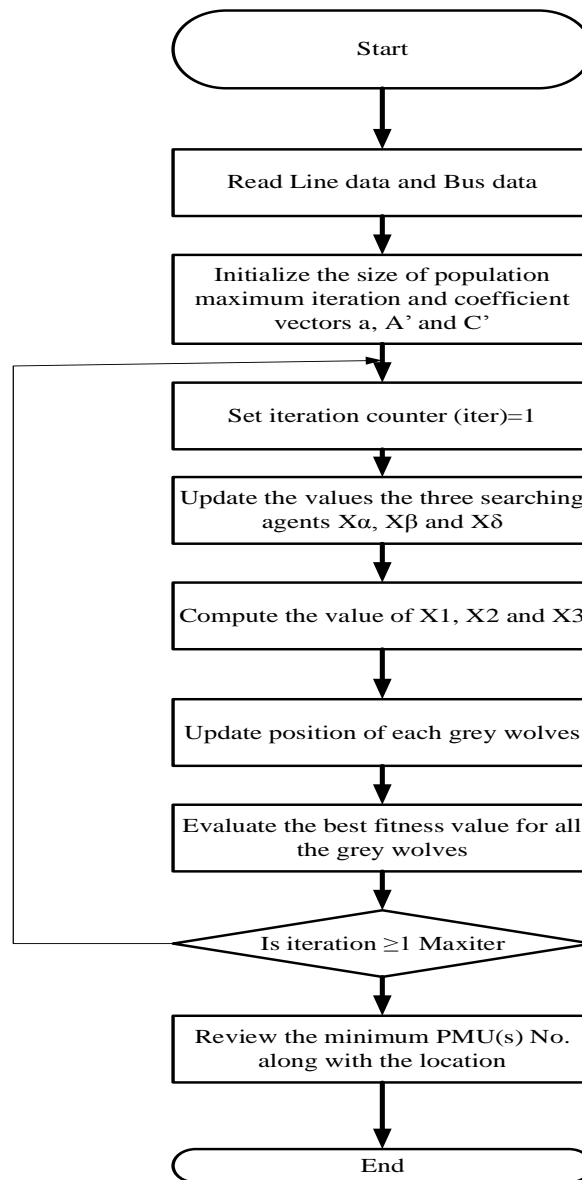 Start
Read Line data and Bus data
Initialize the size of population
maximum iteration and coefficient
vectors a, A’ and C’
Set iteration counter (iter)=1
Update the values the three searching
agents Xα, Xβ and Xδ
Compute the value of X1, X2 and X3
Update position of each grey wolves
Evaluate the best fitness value for all
the grey wolves
Is iteration ≥1 Maxiter
Review the minimum PMU(s) No.
along with the location
End